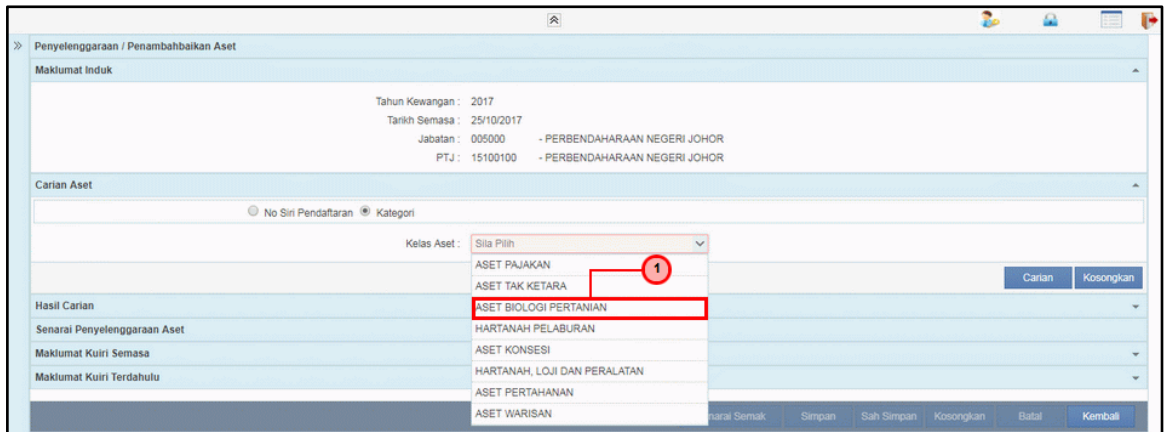 Penyelenggaraan / Penambahbaikan Aset
Maklumat Induk
Tahun Kewangan : 2017
Tarikh Semasa : 25/10/2017
Jabatan : 005000 - PERBENDAHARAAN NEGERI JOHOR
PTJ : 15100100 - PERBENDAHARAAN NEGERI JOHOR
Carian Aset
No Siri Pendaftaran Kategori
Kelas Aset : Sila Pilih
ASET PAJAKAN
1
ASET TAK KETARA
Carian Kosongkan
ASET BIOLOGI PERTANIAN
Hasil Carian
HARTANAH PELABURAN
Senarai Penyelenggaraan Aset
ASET KONSESI
Maklumat Kuiri Semasa
HARTANAH, LOJI DAN PERALATAN
Maklumat Kuiri Terdahulu
ASET PERTAHANAN
ASET WARISAN
Semak Simpan Sah Simpan Kosongkan Batal Kembali